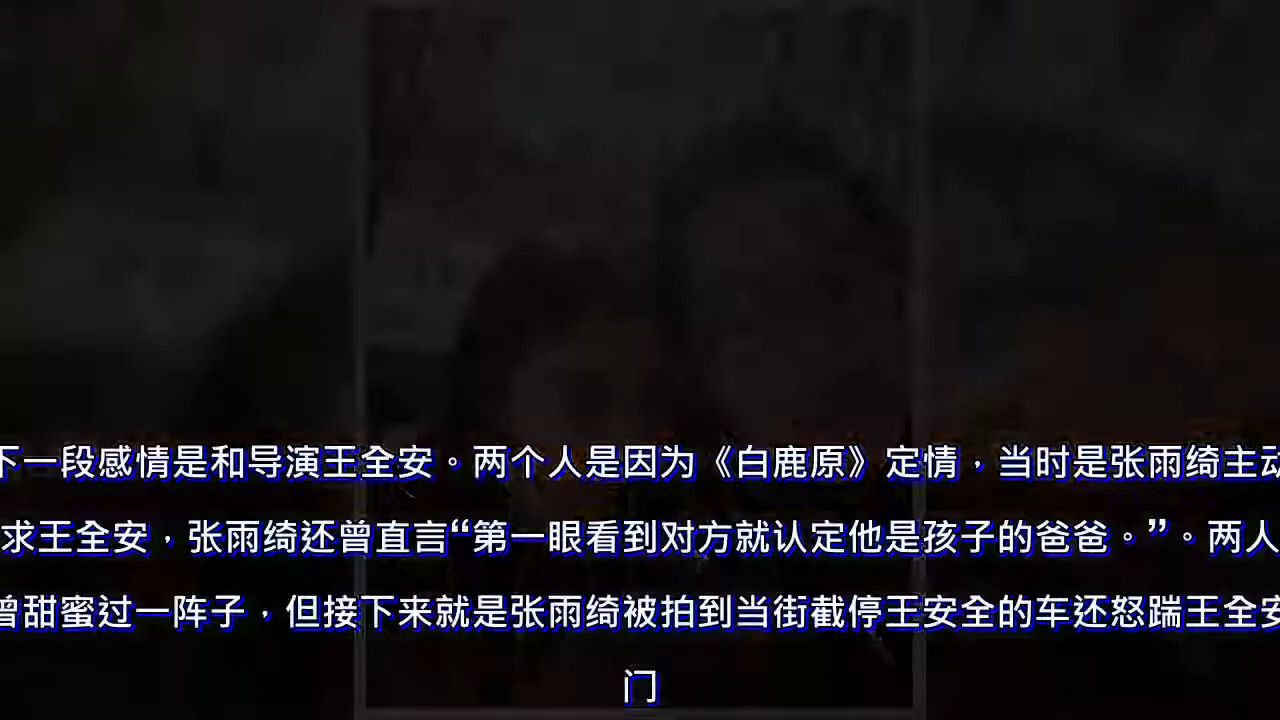 下一段感情是和导演王全安。两个人是因为《白鹿原》定情，当时是张雨绮主动
求王全安，张雨绮还曾直言“第一眼看到对方就认定他是孩子的爸爸。”。两人
曾甜蜜过一阵子，但接下来就是张雨绮被拍到当街截停王安全的车还怒踹王全安
门